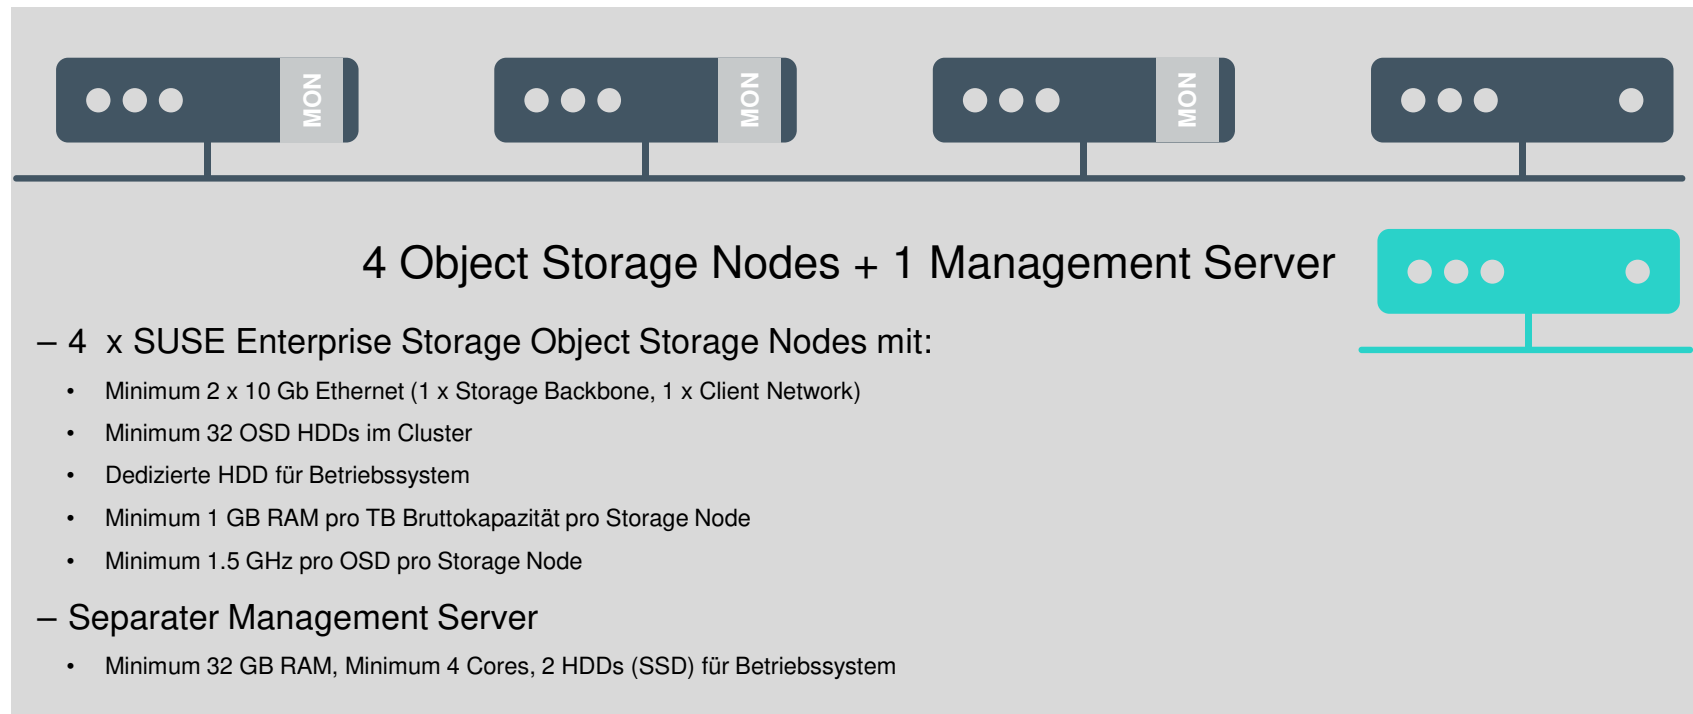 MON MON MON
4 Object Storage Nodes + 1 Management Server
– 4 x SUSE Enterprise Storage Object Storage Nodes mit:
• Minimum 2 x 10 Gb Ethernet (1 x Storage Backbone, 1 x Client Network)
• Minimum 32 OSD HDDs im Cluster
• Dedizierte HDD für Betriebssystem
• Minimum 1 GB RAM pro TB Bruttokapazität pro Storage Node
• Minimum 1.5 GHz pro OSD pro Storage Node
– Separater Management Server
• Minimum 32 GB RAM, Minimum 4 Cores, 2 HDDs (SSD) für Betriebssystem